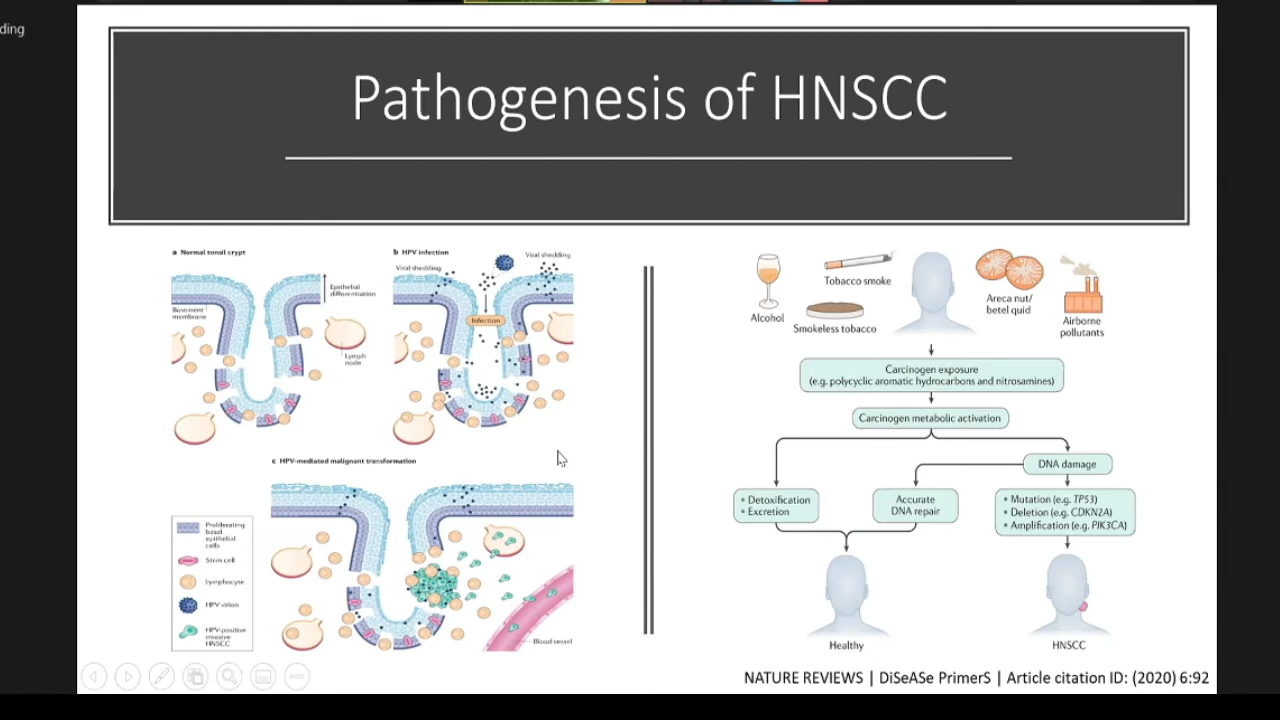 ding
Pathogenesis of HNSCC
a Normal tonsil crypt
Epithelial
differentiation
Basement
membrane
Lymph
node
b HPV infection
Viral shedding
Viral shedding
Infection
c HPV-mediated malignant transformation
Proliferating
basal
epithelial
cells
Stem cell
Lymphocyte
HPV virion
HPV-positive
invasive
HNSCC
Blood vessel
Alcohol
Tobacco smoke
Smokeless tobacco
Areca nut/
betel quid
Airborne
pollutants
Carcinogen exposure
(e.g. polycyclic aromatic hydrocarbons and nitrosamines)
Carcinogen metabolic activation
DNA damage
• Detoxification
• Excretion
Accurate
DNA repair
• Mutation (e.g. TP53)
• Deletion (e.g. CDKN2A)
• Amplification (e.g. PIK3CA)
Healthy
HNSCC
NATURE REVIEWS | DiSeASe PrimerS | Article citation ID: (2020) 6:92